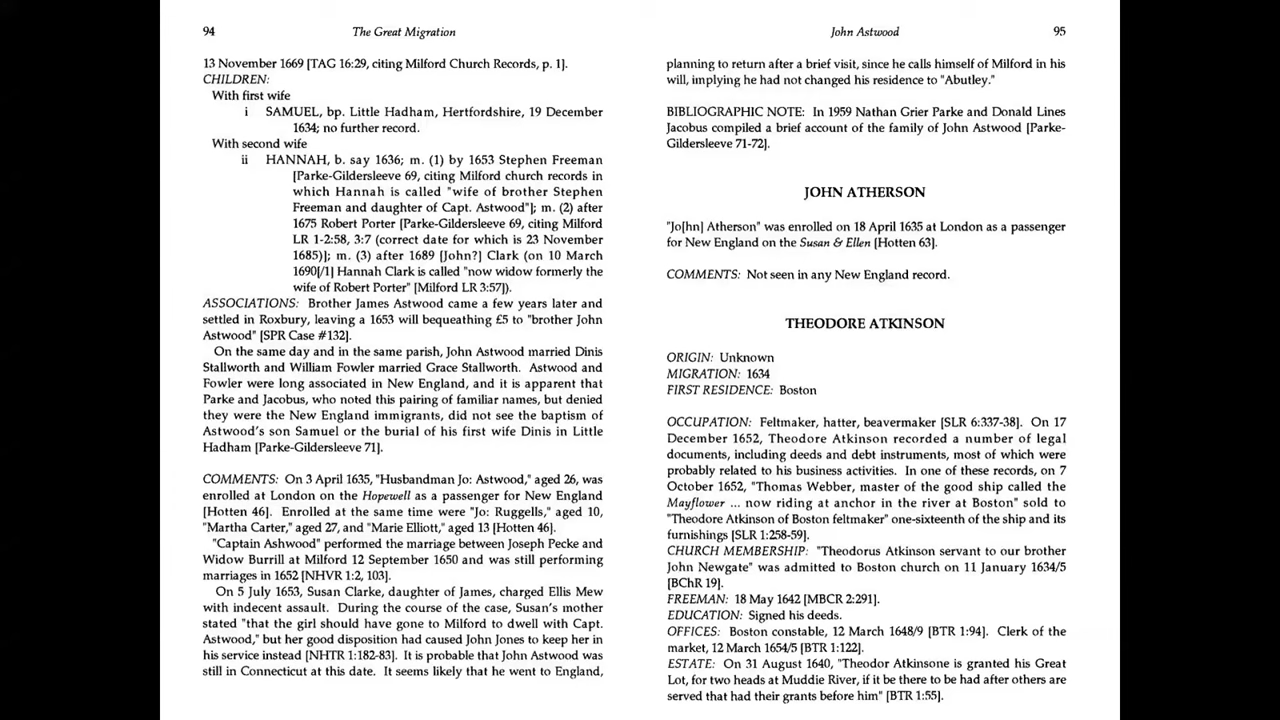 94
The Great Migration
13 November 1669 [TAG 16:29, citing Milford Church Records, p. 1].
CHILDREN:
With first wife
i SAMUEL, bp. Little Hadham, Hertfordshire, 19 December
1634; no further record.
With second wife
ii HANNAH, b. say 1636; m. (1) by 1653 Stephen Freeman
[Parke-Gildersleeve 69, citing Milford church records in
which Hannah is called "wife of brother Stephen
Freeman and daughter of Capt. Astwood"]; m. (2) after
1675 Robert Porter [Parke-Gildersleeve 69, citing Milford
LR 1-2:58, 3:7 (correct date for which is 23 November
1685)]; m. (3) after 1689 [John?] Clark (on 10 March
1690[/1] Hannah Clark is called "now widow formerly the
wife of Robert Porter" [Milford LR 3:57]).
ASSOCIATIONS: Brother James Astwood came a few years later and
settled in Roxbury, leaving a 1653 will bequeathing £5 to "brother John
Astwood" [SPR Case #132].
On the same day and in the same parish, John Astwood married Dinis
Stallworth and William Fowler married Grace Stallworth. Astwood and
Fowler were long associated in New England, and it is apparent that
Parke and Jacobus, who noted this pairing of familiar names, but denied
they were the New England immigrants, did not see the baptism of
Astwood's son Samuel or the burial of his first wife Dinis in Little
Hadham [Parke-Gildersleeve 71].
COMMENTS: On 3 April 1635, "Husbandman Jo: Astwood," aged 26, was
enrolled at London on the Hopewell as a passenger for New England
[Hotten 46]. Enrolled at the same time were "Jo: Ruggells," aged 10,
"Martha Carter," aged 27, and "Marie Elliott," aged 13 [Hotten 46].
"Captain Ashwood" performed the marriage between Joseph Pecke and
Widow Burrill at Milford 12 September 1650 and was still performing
marriages in 1652 [NHVR 1:2, 103].
On 5 July 1653, Susan Clarke, daughter of James, charged Ellis Mew
with indecent assault. During the course of the case, Susan's mother
stated "that the girl should have gone to Milford to dwell with Capt.
Astwood," but her good disposition had caused John Jones to keep her in
his service instead [NHTR 1:182-83]. It is probable that John Astwood was
still in Connecticut at this date. It seems likely that he went to England,
John Astwood
95
planning to return after a brief visit, since he calls himself of Milford in his
will, implying he had not changed his residence to "Abutley."
BIBLIOGRAPHIC NOTE: In 1959 Nathan Grier Parke and Donald Lines
Jacobus compiled a brief account of the family of John Astwood [Parke-
Gildersleeve 71-72].
JOHN ATHERSON
"Jo[hn] Atherson" was enrolled on 18 April 1635 at London as a passenger
for New England on the Susan & Ellen [Hotten 63].
COMMENTS: Not seen in any New England record.
THEODORE ATKINSON
ORIGIN: Unknown
MIGRATION: 1634
FIRST RESIDENCE: Boston
OCCUPATION: Feltmaker, hatter, beavermaker [SLR 6:337-38]. On 17
December 1652, Theodore Atkinson recorded a number of legal
documents, including deeds and debt instruments, most of which were
probably related to his business activities. In one of these records, on 7
October 1652, "Thomas Webber, master of the good ship called the
Mayflower ... now riding at anchor in the river at Boston" sold to
"Theodore Atkinson of Boston feltmaker" one-sixteenth of the ship and its
furnishings [SLR 1:258-59].
CHURCH MEMBERSHIP: "Theodorus Atkinson servant to our brother
John Newgate" was admitted to Boston church on 11 January 1634/5
[BChR 19].
FREEMAN: 18 May 1642 [MBCR 2:291].
EDUCATION: Signed his deeds.
OFFICES: Boston constable, 12 March 1648/9 [BTR 1:94]. Clerk of the
market, 12 March 1654/5 [BTR 1:122].
ESTATE: On 31 August 1640, "Theodor Atkinsone is granted his Great
Lot, for two heads at Muddie River, if it be there to be had after others are
served that had their grants before him" [BTR 1:55].